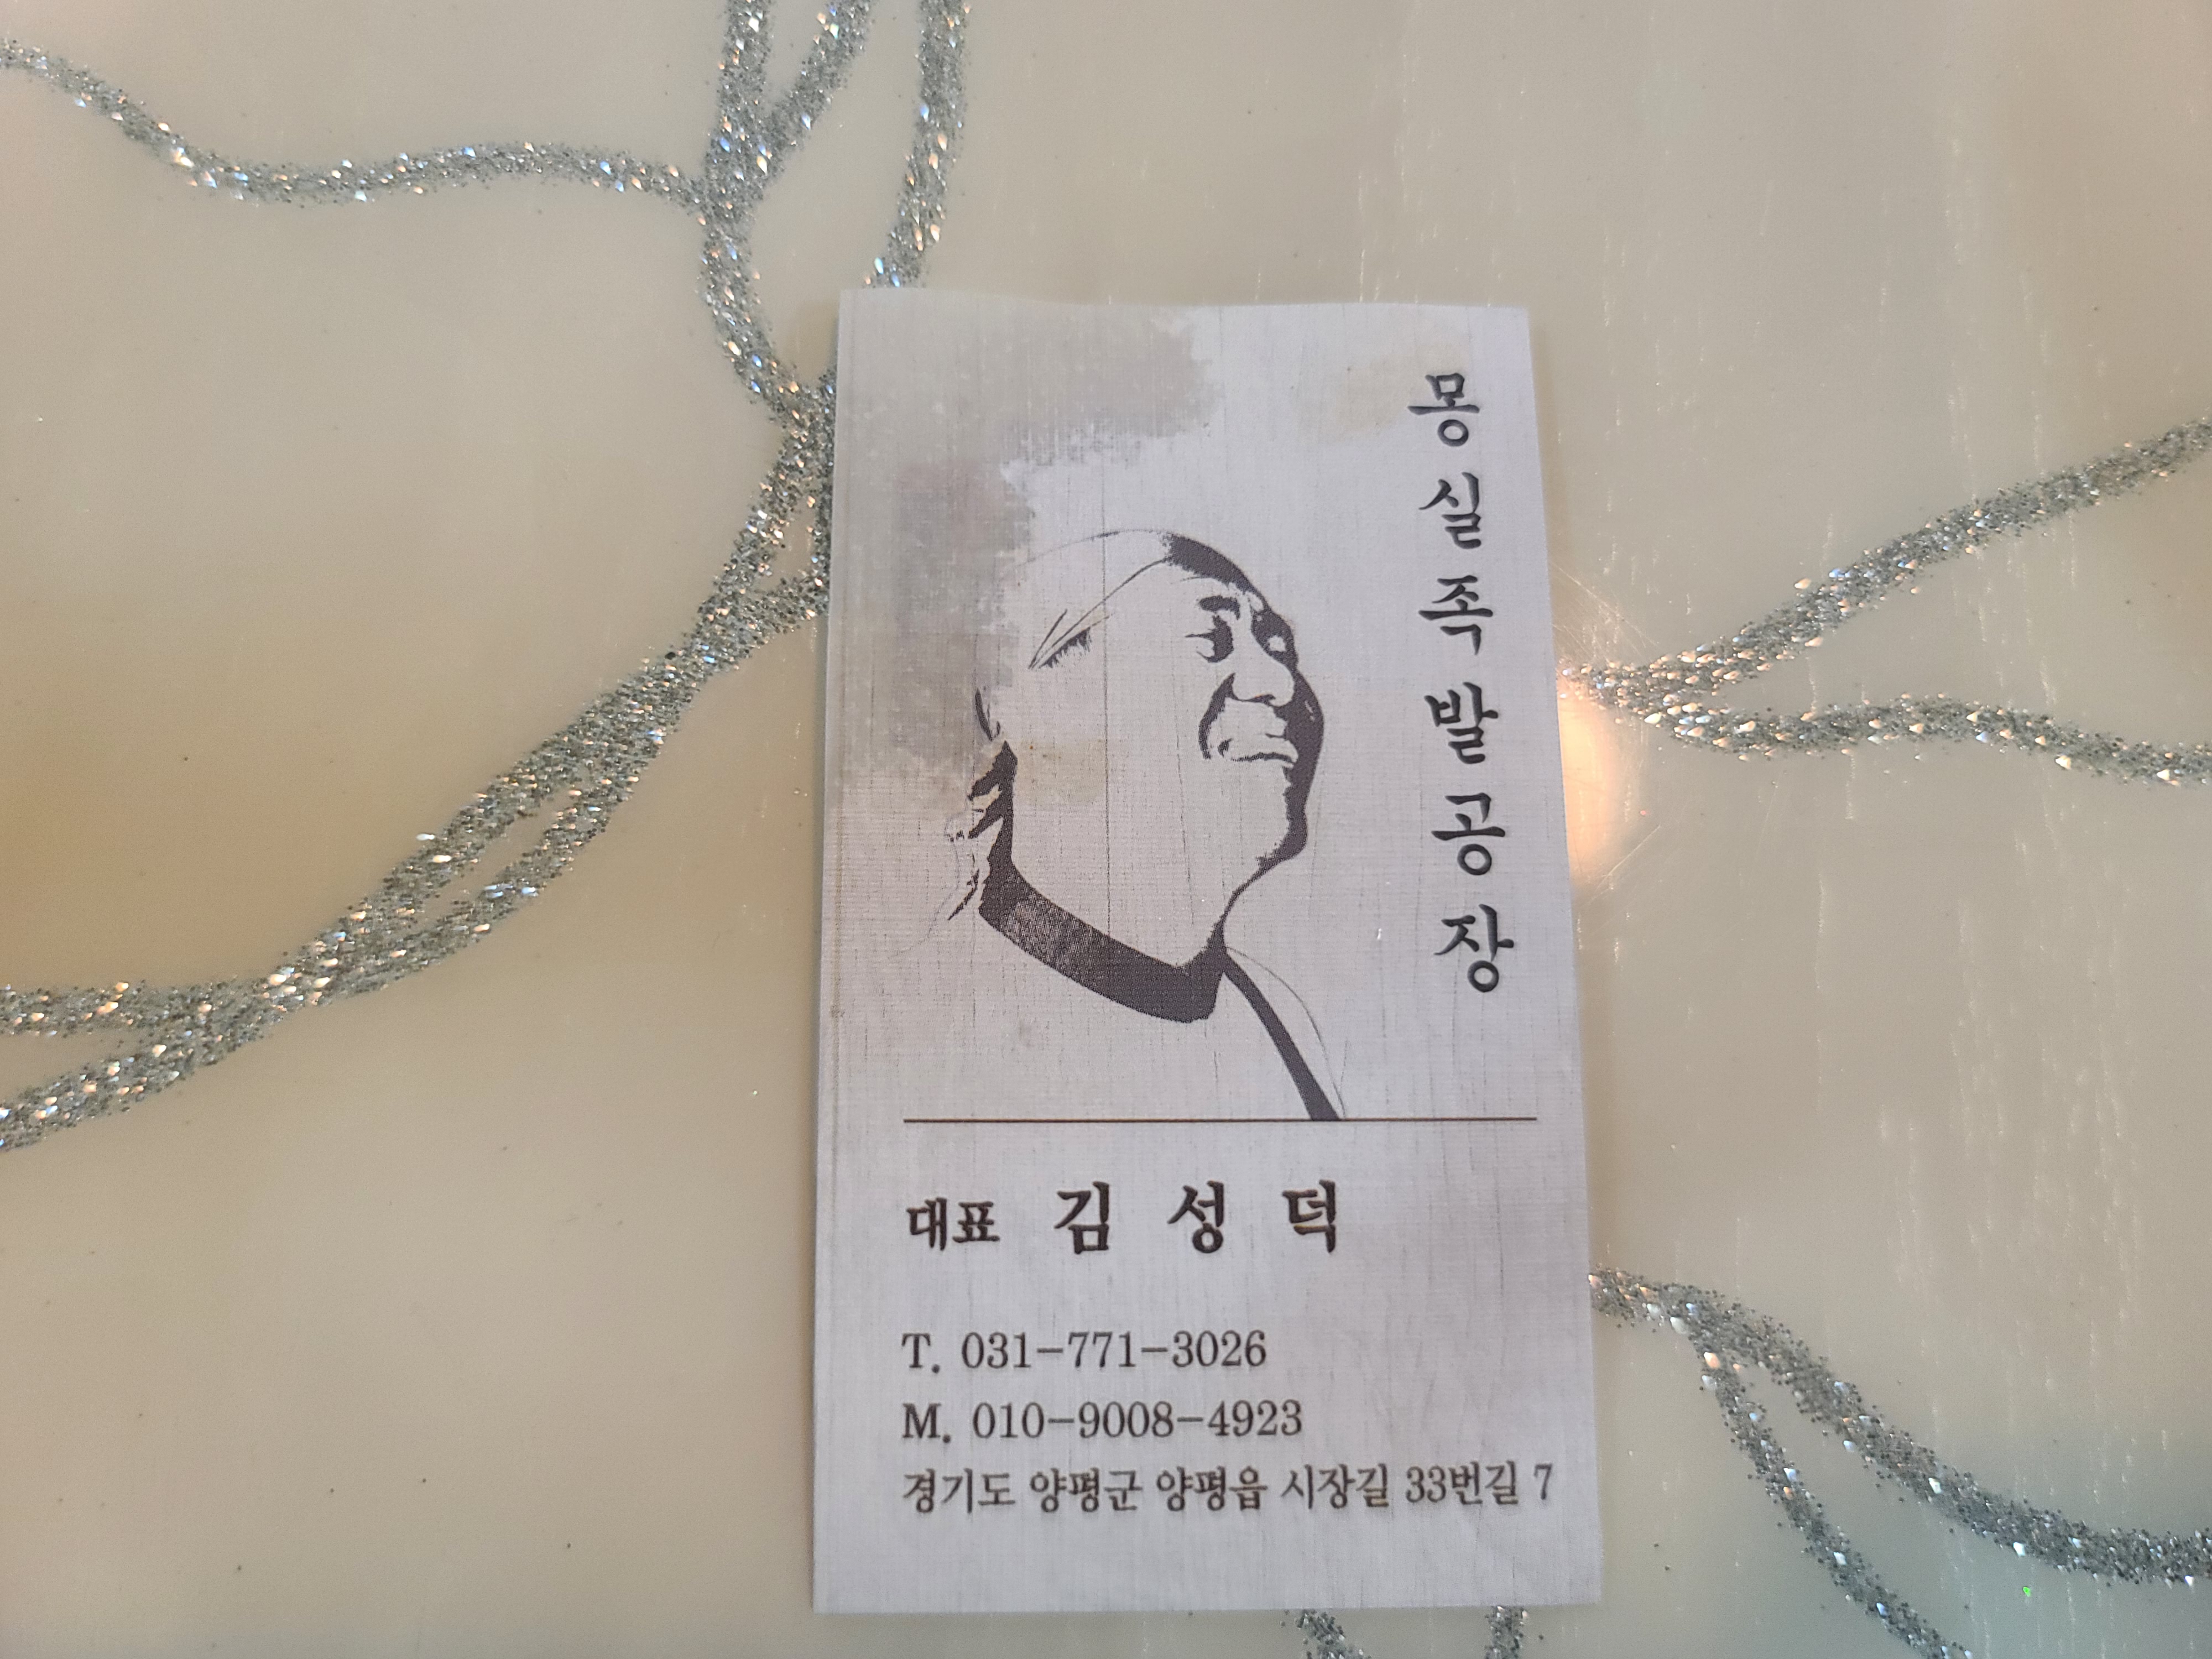 몽실족발공장
대표 김 성 덕
T. 031-771-3026
M. 010-9008-4923
경기도 양평군 양평읍 시장길 33번길 7